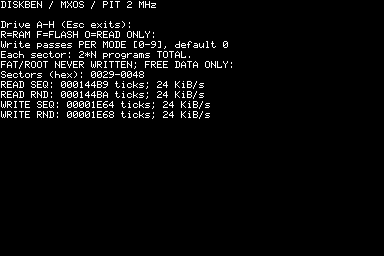 DISKBEN / MXOS / PIT 2 MHz
Drive A-H (Esc exits):
R=RAM F=FLASH O=READ ONLY:
Write passes PER MODE [0-9], default 0
Each sector: 2*N programs TOTAL.
FAT/ROOT NEVER WRITTEN; FREE DATA ONLY:
Sectors (hex): 0029-0048
READ SEQ: 000144B9 ticks; 24 KiB/s
READ RND: 000144BA ticks; 24 KiB/s
WRITE SEQ: 00001E64 ticks; 24 KiB/s
WRITE RND: 00001E68 ticks; 24 KiB/s